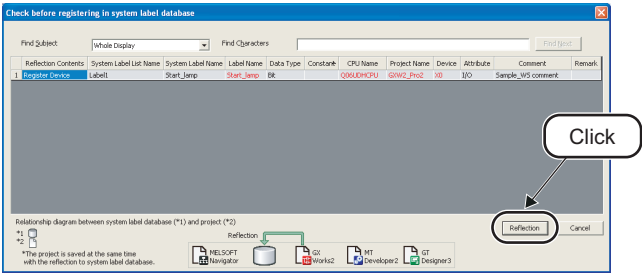 Check before registering in system label database
Find Subject Whole Display Find Characters Find Next
Reflection Contents System Label List Name System Label Name Label Name Data Type Constant CPU Name Project Name Device Attribute Comment Remark
1 Register Device Label1 Start_lamp Start_lamp Bit Q06UDHCPU GXW2_Pro2 X0 I/O Sample_WS comment
Click
Relationship diagram between system label database (*1) and project (*2)
Reflection Cancel
*1
*2
Reflection
*The project is saved at the same time
with the reflection to system label database.
MELSOFT
Navigator
GX
Works2
MT
Developer2
GT
Designer3